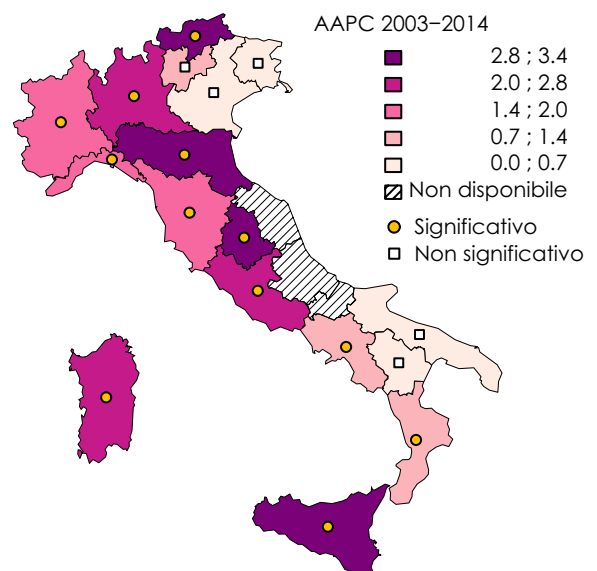 AAPC 2003−2014
2.8 ; 3.4
2.0 ; 2.8
1.4 ; 2.0
0.7 ; 1.4
0.0 ; 0.7
Non disponibile
Significativo
Non significativo